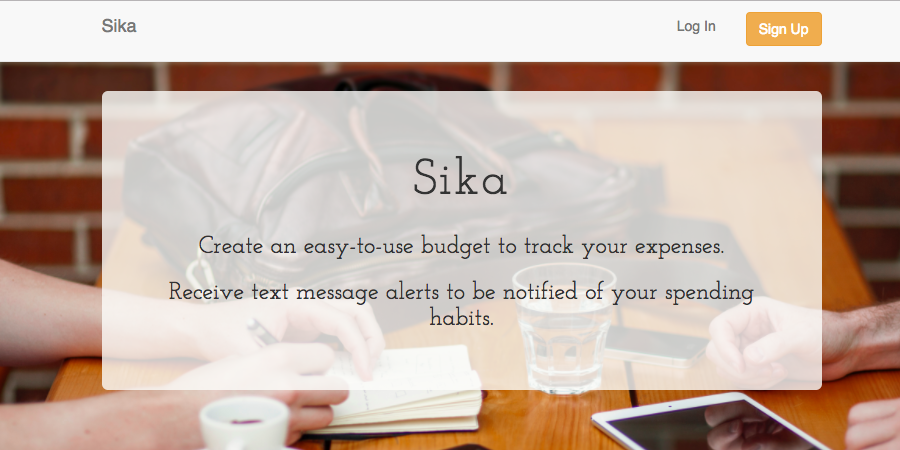 Sika
Log In
Sign Up
Sika
Create an easy-to-use budget to track your expenses.
Receive text message alerts to be notified of your spending
habits.